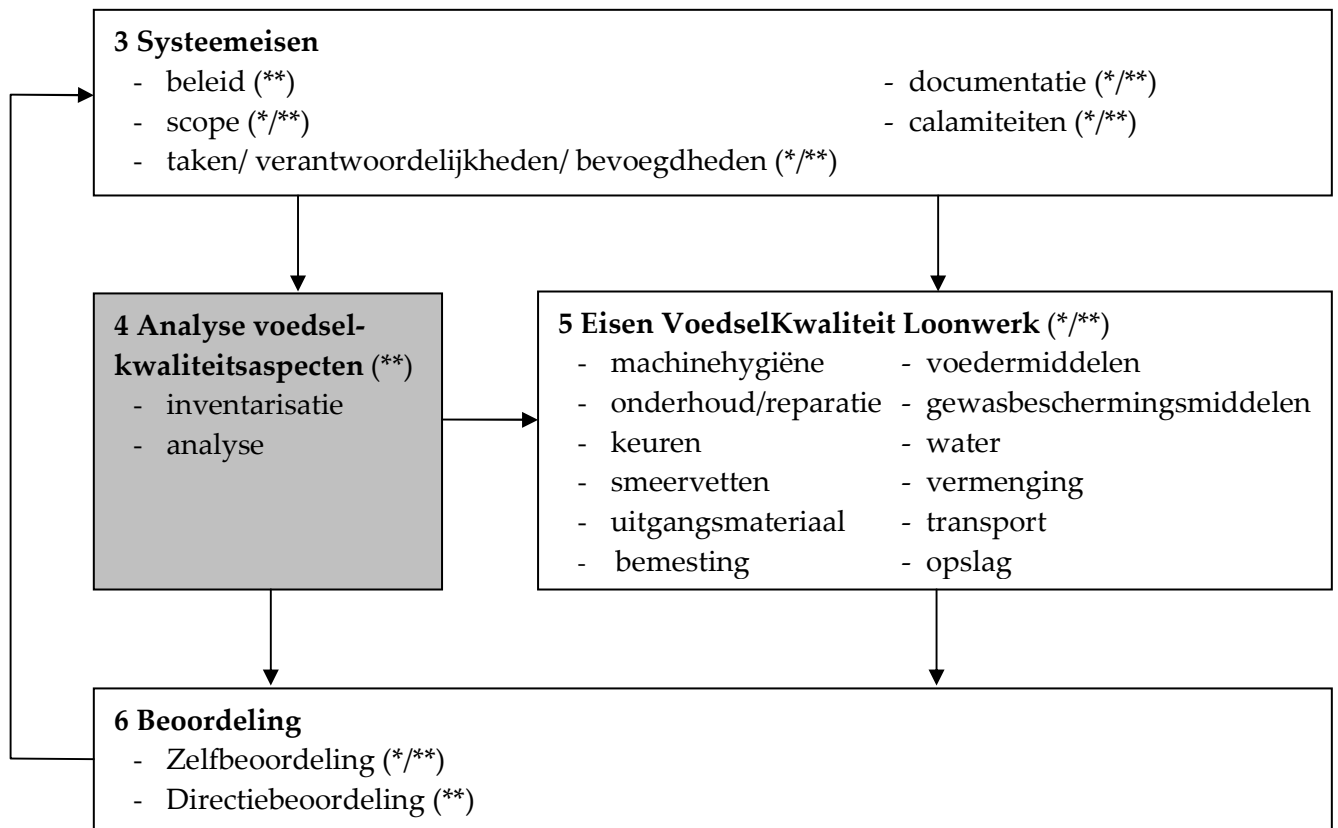 3 Systeemeisen
- beleid (**)
- scope (*/**)
- taken/ verantwoordelijkheden/ bevoegdheden (*/**)
- documentatie (*/**)
- calamiteiten (*/**)
4 Analyse voedsel-
kwaliteitsaspecten (**)
- inventarisatie
- analyse
5 Eisen VoedselKwaliteit Loonwerk (*/**)
- machinehygiëne
- onderhoud/reparatie
- keuren
- smeervetten
- uitgangsmateriaal
- bemesting
- voedermiddelen
- gewasbeschermingsmiddelen
- water
- vermenging
- transport
- opslag
6 Beoordeling
- Zelfbeoordeling (*/**)
- Directiebeoordeling (**)